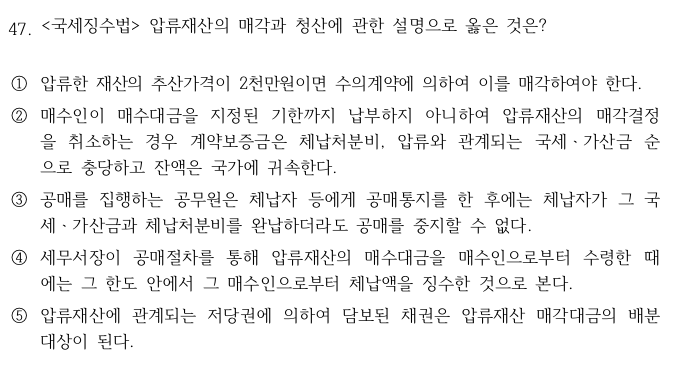 47. <국세징수법> 압류재산의 매각과 청산에 관한 설명으로 옳은 것은?
① 압류한 재산의 추산가격이 2천만원이면 수의계약에 의하여 이를 매각하여야 한다.
② 매수인이 매수대금을 지정된 기한까지 납부하지 아니하여 압류재산의 매각결정
을 취소하는 경우 계약보증금은 체납처분비, 압류와 관계되는 국세ㆍ가산금 순
으로 충당하고 잔액은 국가에 귀속한다.
③ 공매를 집행하는 공무원은 체납자 등에게 공매통지를 한 후에는 체납자가 그 국
세ㆍ가산금과 체납처분비를 완납하더라도 공매를 중지할 수 없다.
④ 세무서장이 공매절차를 통해 압류재산의 매수대금을 매수인으로부터 수령한 때
에는 그 한도 안에서 그 매수인으로부터 체납액을 징수한 것으로 본다.
⑤ 압류재산에 관계되는 저당권에 의하여 담보된 채권은 압류재산 매각대금의 배분
대상이 된다.